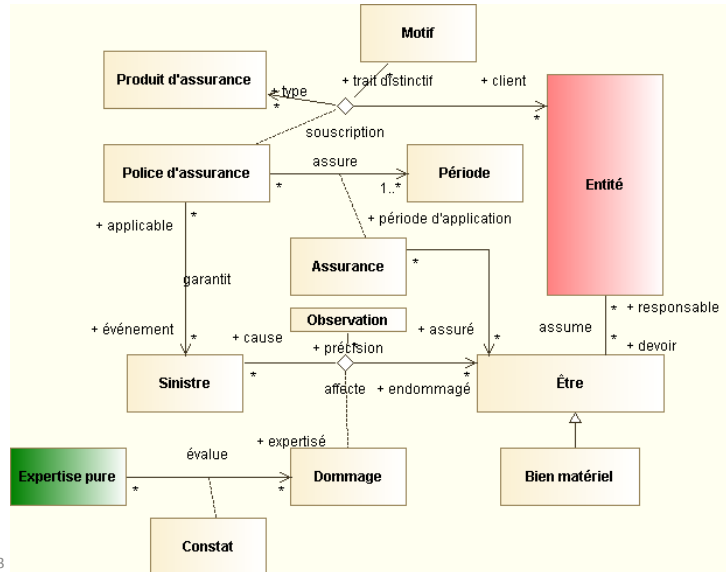 Motif
Produit d'assurance
+ trait distinctif
+ client
+ type
*
*
*
souscription
Police d'assurance
assure
Période
Entité
*
1..*
+ applicable
*
+ période d'application
garantit
Assurance
*
Observation
+ responsable
*
+ événement
*
+ cause
+ assuré
*
assume
+ précision
*
*
+ devoir
Sinistre
*
*
Être
affecte
+ endommagé
+ expertisé
évalue
Expertise pure
*
*
Dommage
Bien matériel
Constat
3